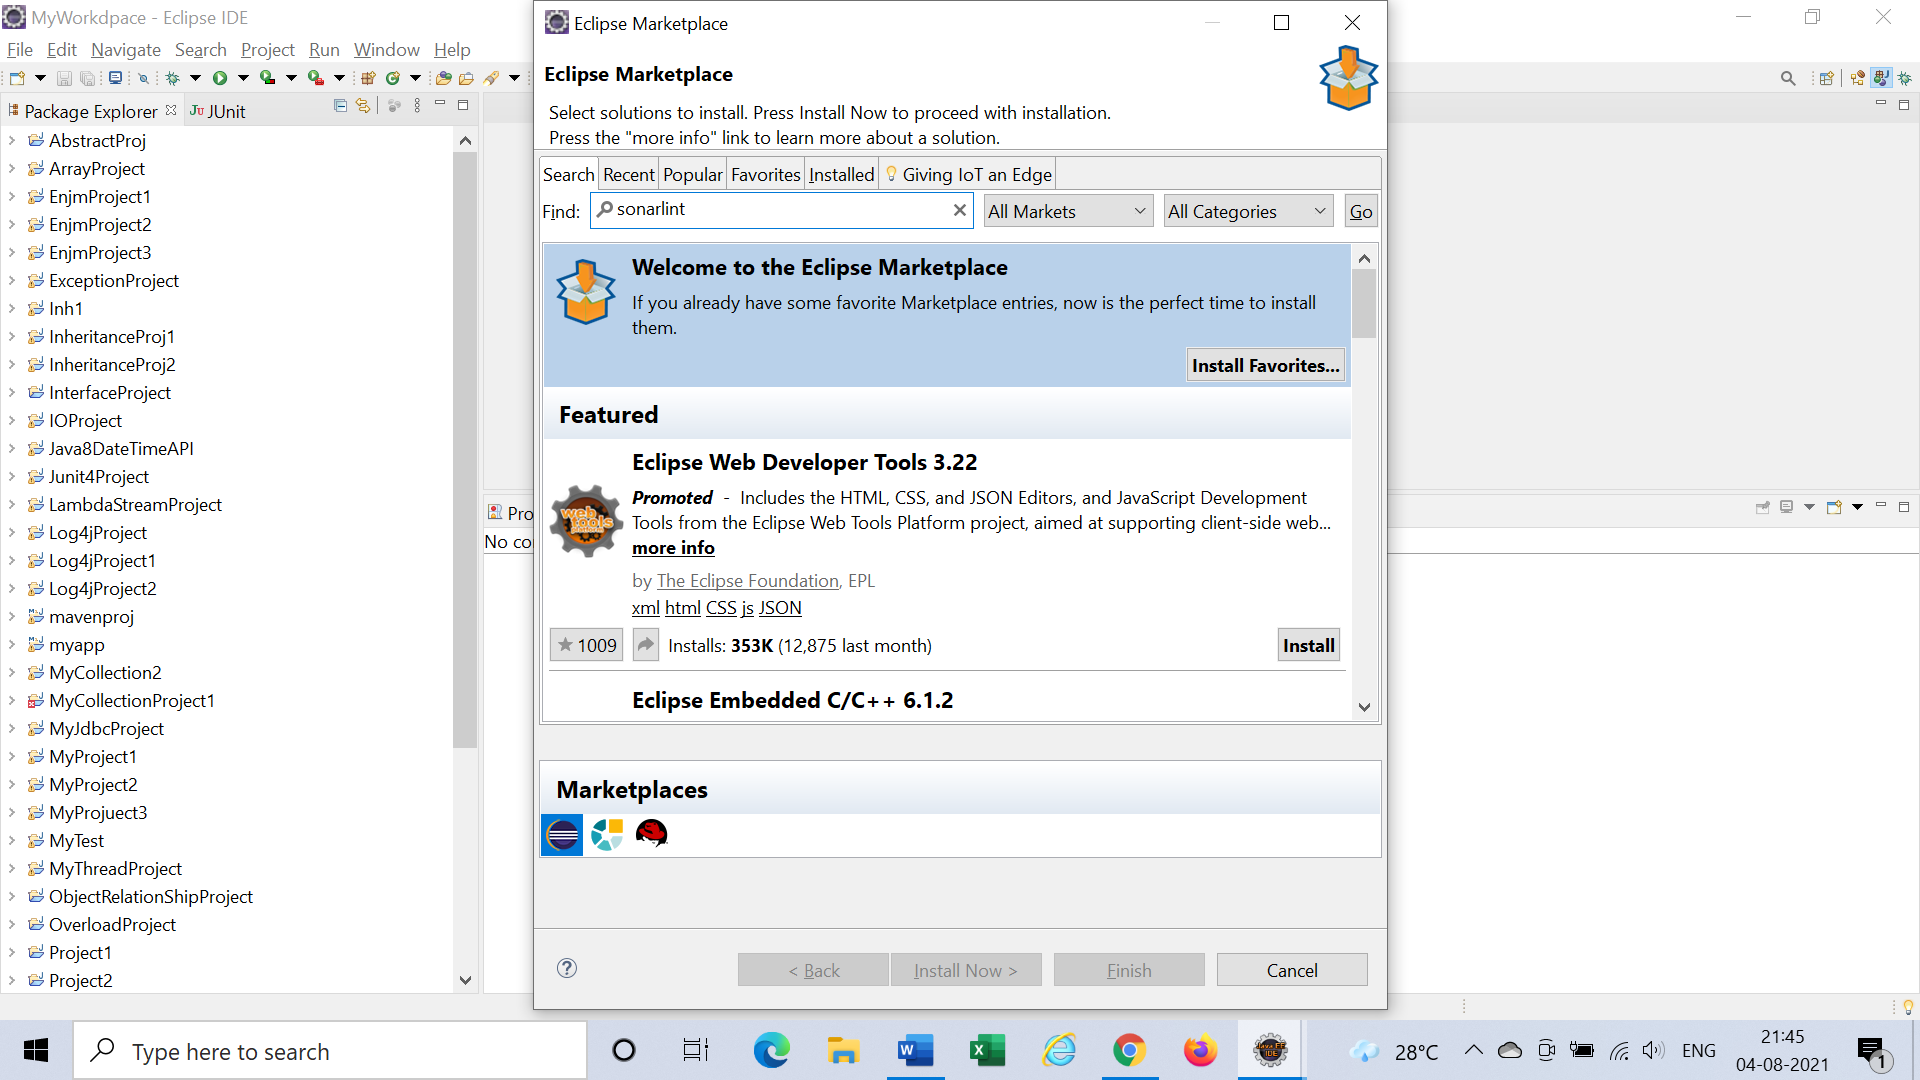 MyWorkdpace - Eclipse IDE
File Edit Navigate Search Project Run Window Help
Package Explorer
JUnit
AbstractProj
ArrayProject
EnjmProject1
EnjmProject2
EnjmProject3
ExceptionProject
Inh1
InheritanceProj1
InheritanceProj2
InterfaceProject
IOProject
Java8DateTimeAPI
Junit4Project
LambdaStreamProject
Log4jProject
Log4jProject1
Log4jProject2
mavenproj
myapp
MyCollection2
MyCollectionProject1
MyJdbcProject
MyProject1
MyProject2
MyProjuect3
MyTest
MyThreadProject
ObjectRelationShipProject
OverloadProject
Project1
Project2
Pro
No co
Eclipse Marketplace
Eclipse Marketplace
Select solutions to install. Press Install Now to proceed with installation.
Press the "more info" link to learn more about a solution.
Search Recent Popular Favorites Installed Giving IoT an Edge
Find: sonarlint All Markets All Categories Go
Welcome to the Eclipse Marketplace
If you already have some favorite Marketplace entries, now is the perfect time to install
them.
Install Favorites...
Featured
Eclipse Web Developer Tools 3.22
Promoted - Includes the HTML, CSS, and JSON Editors, and JavaScript Development
Tools from the Eclipse Web Tools Platform project, aimed at supporting client-side web...
more info
web
tools
by The Eclipse Foundation, EPL
xml html CSS js JSON
1009 Installs: 353K (12,875 last month) Install
Eclipse Embedded C/C++ 6.1.2
Marketplaces
< Back Install Now > Finish Cancel
Type here to search
Java EE
IDE
28°C
ENG
21:45
04-08-2021
1